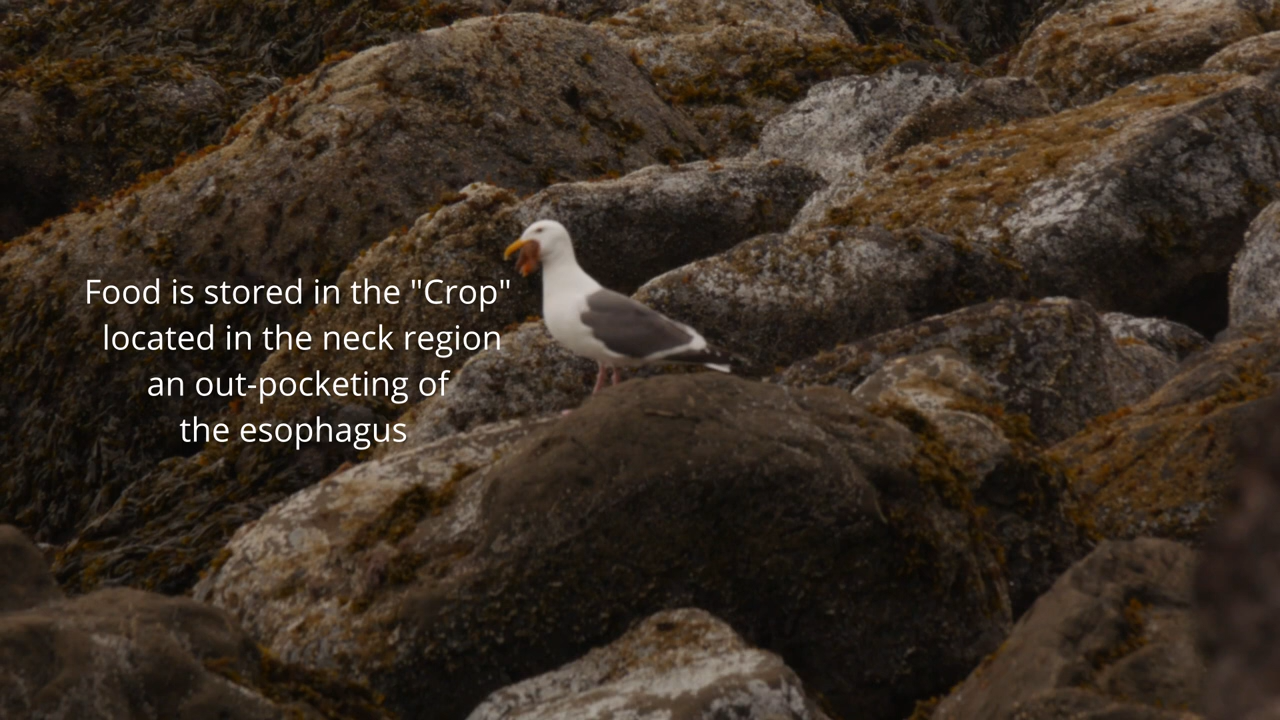 Food is stored in the "Crop"
located in the neck region
an out-pocketing of
the esophagus